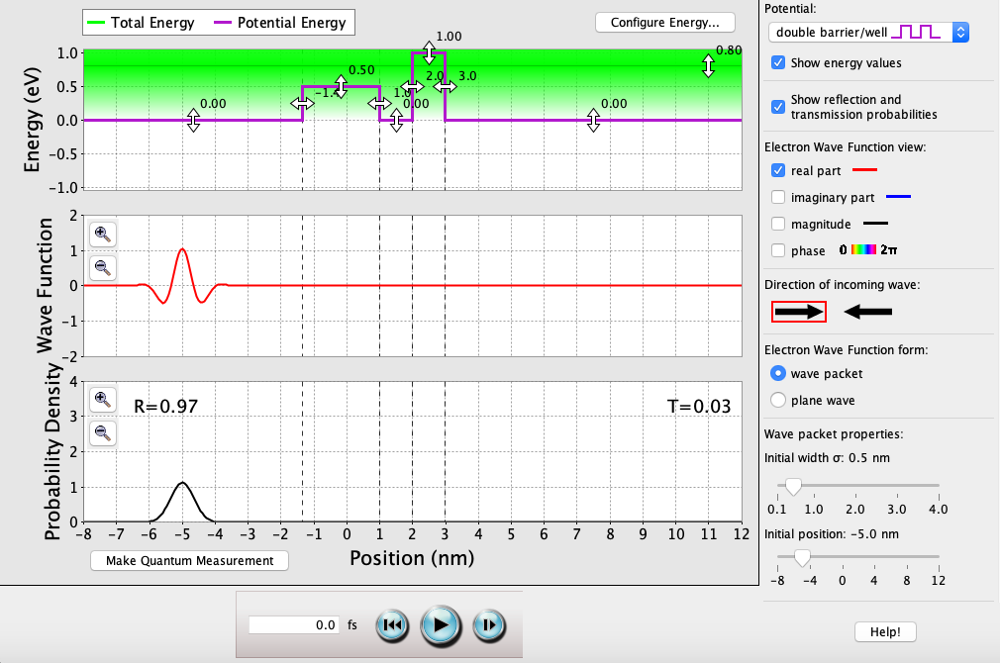 Total Energy
Potential Energy
Configure Energy...
Energy (eV)
1.0
0.5
0.0
−0.5
−1.0
0.00
0.50
1.0
0.00
2.0
1.00
3.0
0.00
0.80
Wave Function
2
1
0
−1
−2
Probability Density
4
3
2
1
0
R=0.97
T=0.03
−8 −7 −6 −5 −4 −3 −2 −1 0 1 2 3 4 5 6 7 8 9 10 11 12
Position (nm)
Make Quantum Measurement
0.0 fs
Potential:
double barrier/well
Show energy values
Show reflection and
transmission probabilities
Electron Wave Function view:
real part
imaginary part
magnitude
phase 0 2π
Direction of incoming wave:
Electron Wave Function form:
wave packet
plane wave
Wave packet properties:
Initial width σ: 0.5 nm
0.1 1.0 2.0 3.0 4.0
Initial position: −5.0 nm
−8 −4 0 4 8 12
Help!